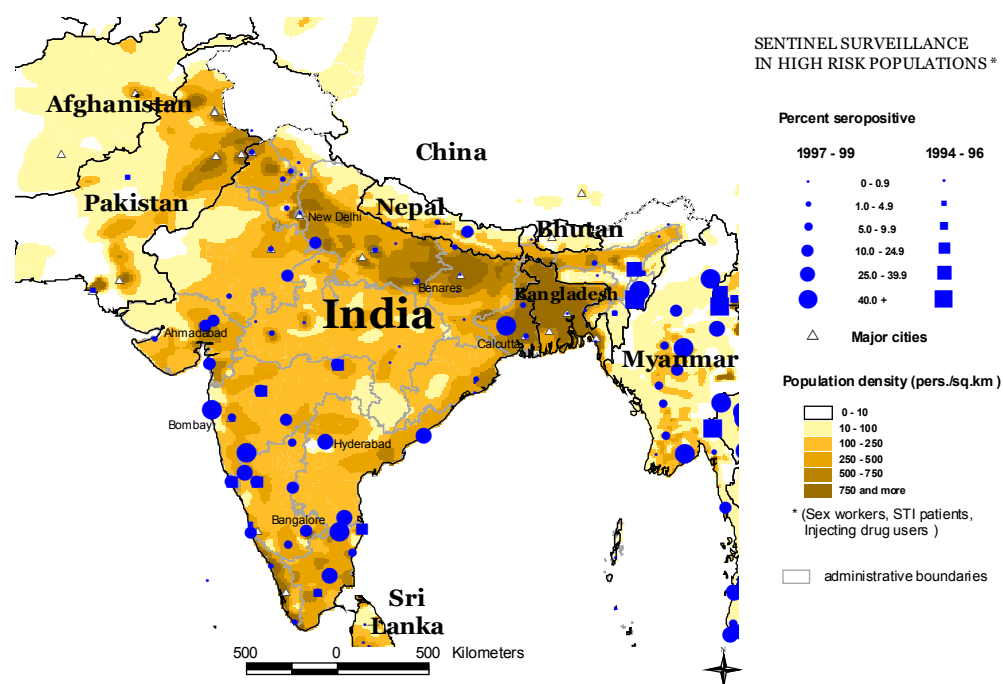 SENTINEL SURVEILLANCE
IN HIGH RISK POPULATIONS *
Percent seropositive
1997 - 99
1994 - 96
0 - 0.9
1.0 - 4.9
5.0 - 9.9
10.0 - 24.9
25.0 - 39.9
40.0 +
Major cities
Population density (pers./sq.km )
0 - 10
10 - 100
100 - 250
250 - 500
500 - 750
750 and more
* (Sex workers, STI patients,
Injecting drug users )
administrative boundaries
Afghanistan
China
Pakistan
Nepal
New Delhi
Bhutan
Benares
Bangladesh
India
Ahmadabad
Calcutta
Myanmar
Bombay
Hyderabad
Bangalore
Sri
Lanka
500 0 500 Kilometers
N